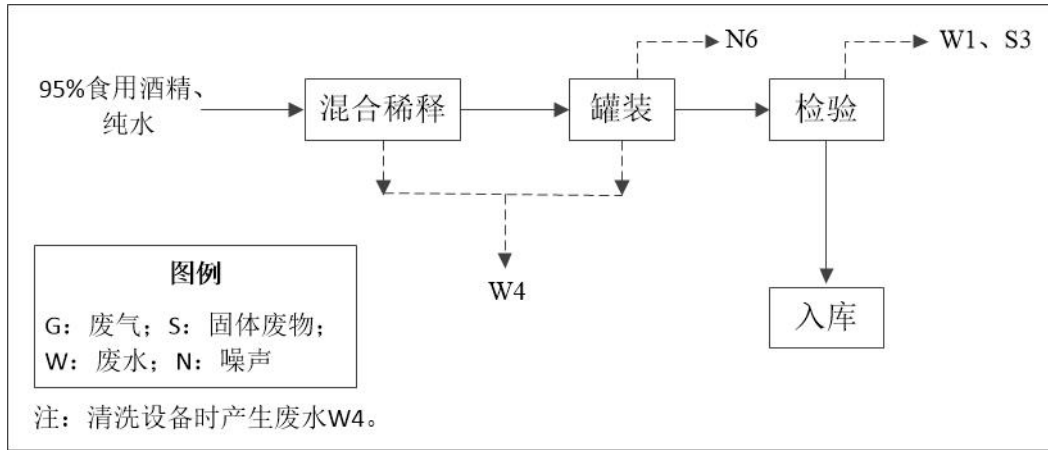 N6
W1、S3
95%食用酒精、
纯水
混合稀释
罐装
检验
W4
入库
图例
G：废气；S：固体废物；
W：废水；N：噪声
注：清洗设备时产生废水W4。